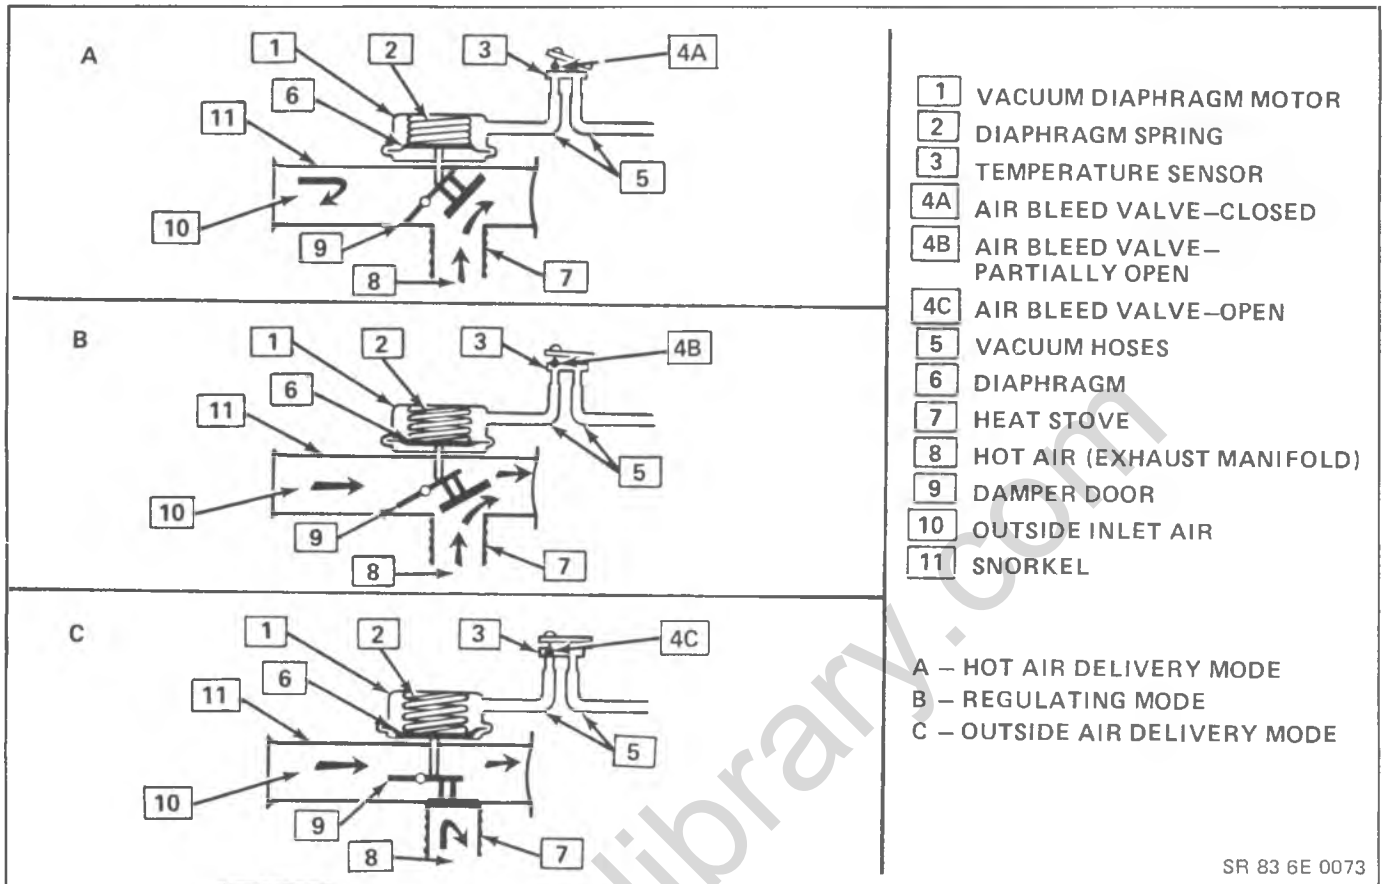 A
1
2
3
4A
6
11
5
10
9
8
7
B
1
2
3
4B
6
11
5
10
9
8
7
C
1
2
3
4C
6
11
5
10
9
8
7
1 VACUUM DIAPHRAGM MOTOR
2 DIAPHRAGM SPRING
3 TEMPERATURE SENSOR
4A AIR BLEED VALVE–CLOSED
4B AIR BLEED VALVE–
PARTIALLY OPEN
4C AIR BLEED VALVE–OPEN
5 VACUUM HOSES
6 DIAPHRAGM
7 HEAT STOVE
8 HOT AIR (EXHAUST MANIFOLD)
9 DAMPER DOOR
10 OUTSIDE INLET AIR
11 SNORKEL
A – HOT AIR DELIVERY MODE
B – REGULATING MODE
C – OUTSIDE AIR DELIVERY MODE
SR 83 6E 0073
library.com